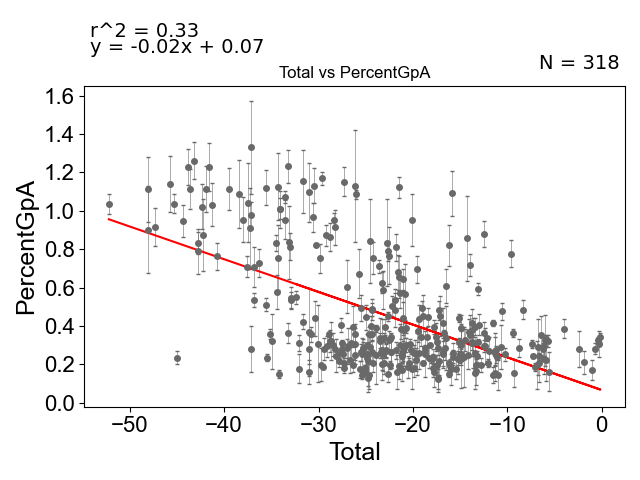 r^2 = 0.33
y = -0.02x + 0.07
N = 318
Total vs PercentGpA
PercentGpA
1.6
1.4
1.2
1.0
0.8
0.6
0.4
0.2
0.0
−50 −40 −30 −20 −10 0
Total